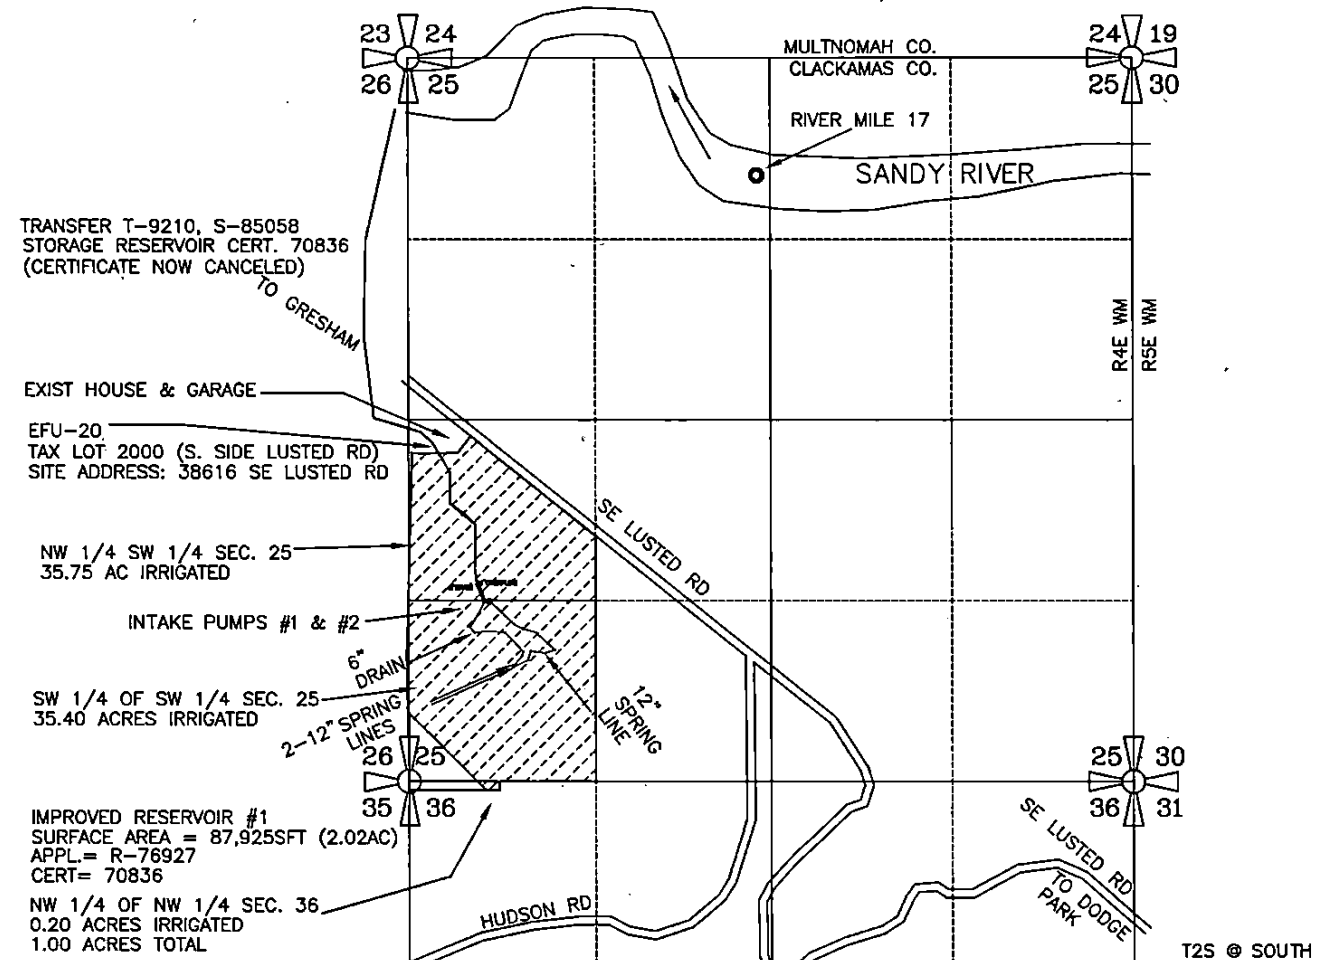 23 24
26 25
24 19
25 30
MULTNOMAH CO.
CLACKAMAS CO.
RIVER MILE 17
SANDY RIVER
TRANSFER T-9210, S-85058
STORAGE RESERVOIR CERT. 70836
(CERTIFICATE NOW CANCELED)
TO GRESHAM
R4E WM
R5E WM
EXIST HOUSE & GARAGE
EFU-20
TAX LOT 2000 (S. SIDE LUSTED RD)
SITE ADDRESS: 38616 SE LUSTED RD
SE LUSTED RD
NW 1/4 SW 1/4 SEC. 25
35.75 AC IRRIGATED
INTAKE PUMPS #1 & #2
6"
DRAIN
SW 1/4 OF SW 1/4 SEC. 25
35.40 ACRES IRRIGATED
2-12" SPRING
LINES
12"
SPRING
LINE
26 25
35 36
25 30
36 31
IMPROVED RESERVOIR #1
SURFACE AREA = 87,925SFT (2.02AC)
APPL.= R-76927
CERT= 70836
NW 1/4 OF NW 1/4 SEC. 36
0.20 ACRES IRRIGATED
1.00 ACRES TOTAL
HUDSON RD
SE LUSTED RD
TO DODGE
PARK
T2S @ SOUTH